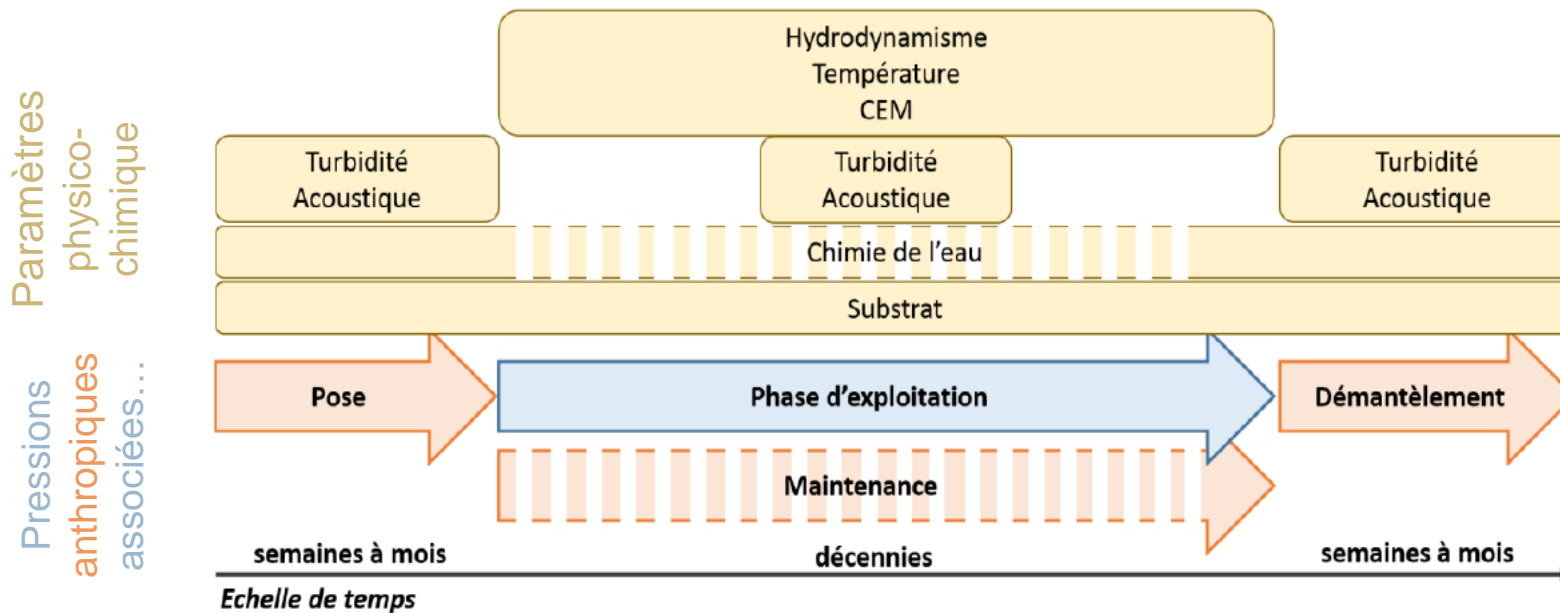 Paramètres
physico-
chimique
Hydrodynamisme
Température
CEM
Turbidité
Acoustique
Turbidité
Acoustique
Turbidité
Acoustique
Chimie de l'eau
Substrat
Pressions
anthropiques
associées...
Pose
Phase d'exploitation
Démantèlement
Maintenance
semaines à mois
décennies
semaines à mois
Echelle de temps